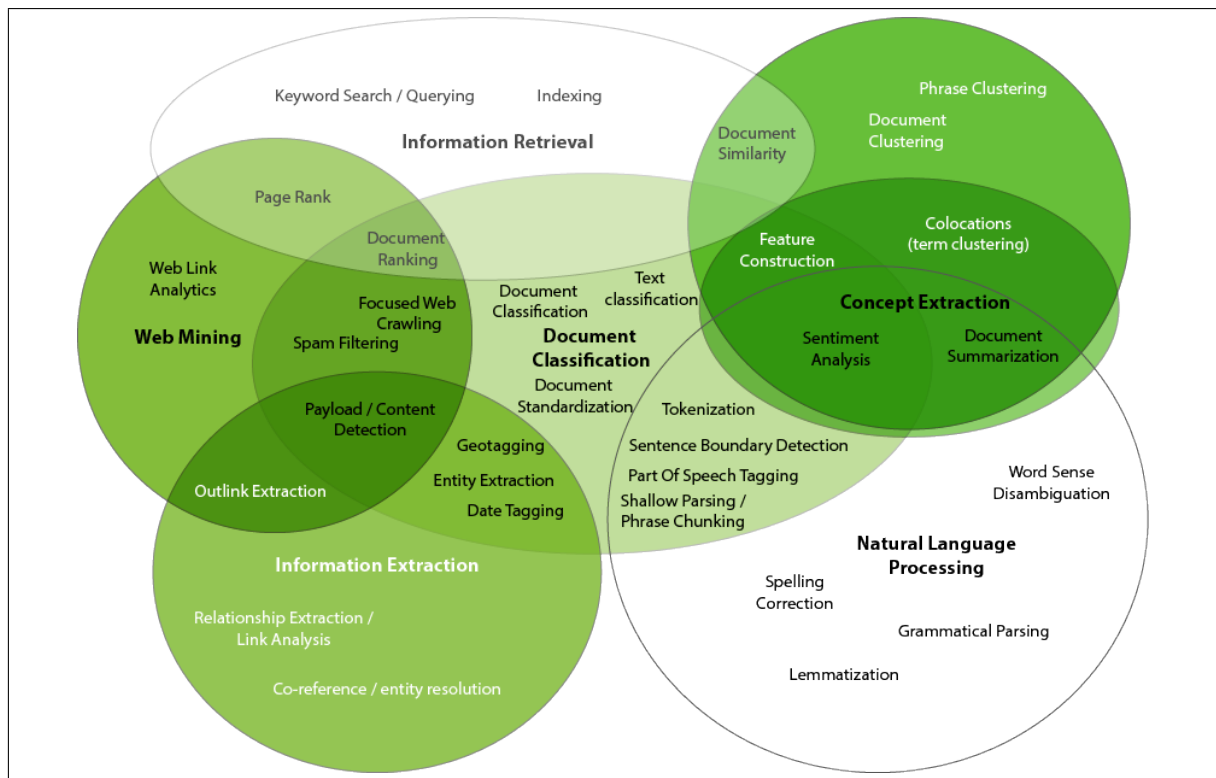 Phrase Clustering
Keyword Search / Querying
Indexing
Document
Clustering
Information Retrieval
Document
Similarity
Page Rank
Colocations
(term clustering)
Document
Ranking
Feature
Construction
Web Link
Analytics
Text
classification
Document
Classification
Focused Web
Crawling
Concept Extraction
Web Mining
Spam Filtering
Document
Classification
Sentiment
Analysis
Document
Summarization
Document
Standardization
Payload / Content
Detection
Tokenization
Geotagging
Sentence Boundary Detection
Entity Extraction
Part Of Speech Tagging
Word Sense
Disambiguation
Outlink Extraction
Date Tagging
Shallow Parsing /
Phrase Chunking
Information Extraction
Natural Language
Processing
Spelling
Correction
Relationship Extraction /
Link Analysis
Grammatical Parsing
Co-reference / entity resolution
Lemmatization